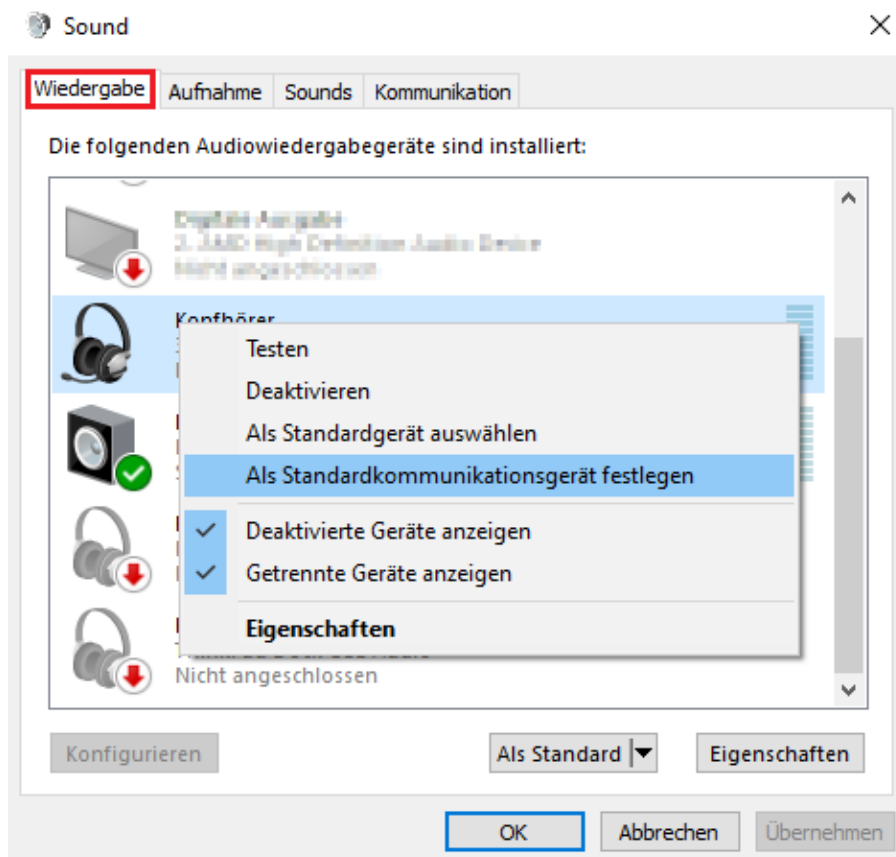 Sound
Wiedergabe Aufnahme Sounds Kommunikation
Die folgenden Audiowiedergabegeräte sind installiert:
Kopfhörer
Testen
Deaktivieren
Als Standardgerät auswählen
Als Standardkommunikationsgerät festlegen
Deaktivierte Geräte anzeigen
Getrennte Geräte anzeigen
Eigenschaften
Nicht angeschlossen
Konfigurieren Als Standard Eigenschaften
OK Abbrechen Übernehmen